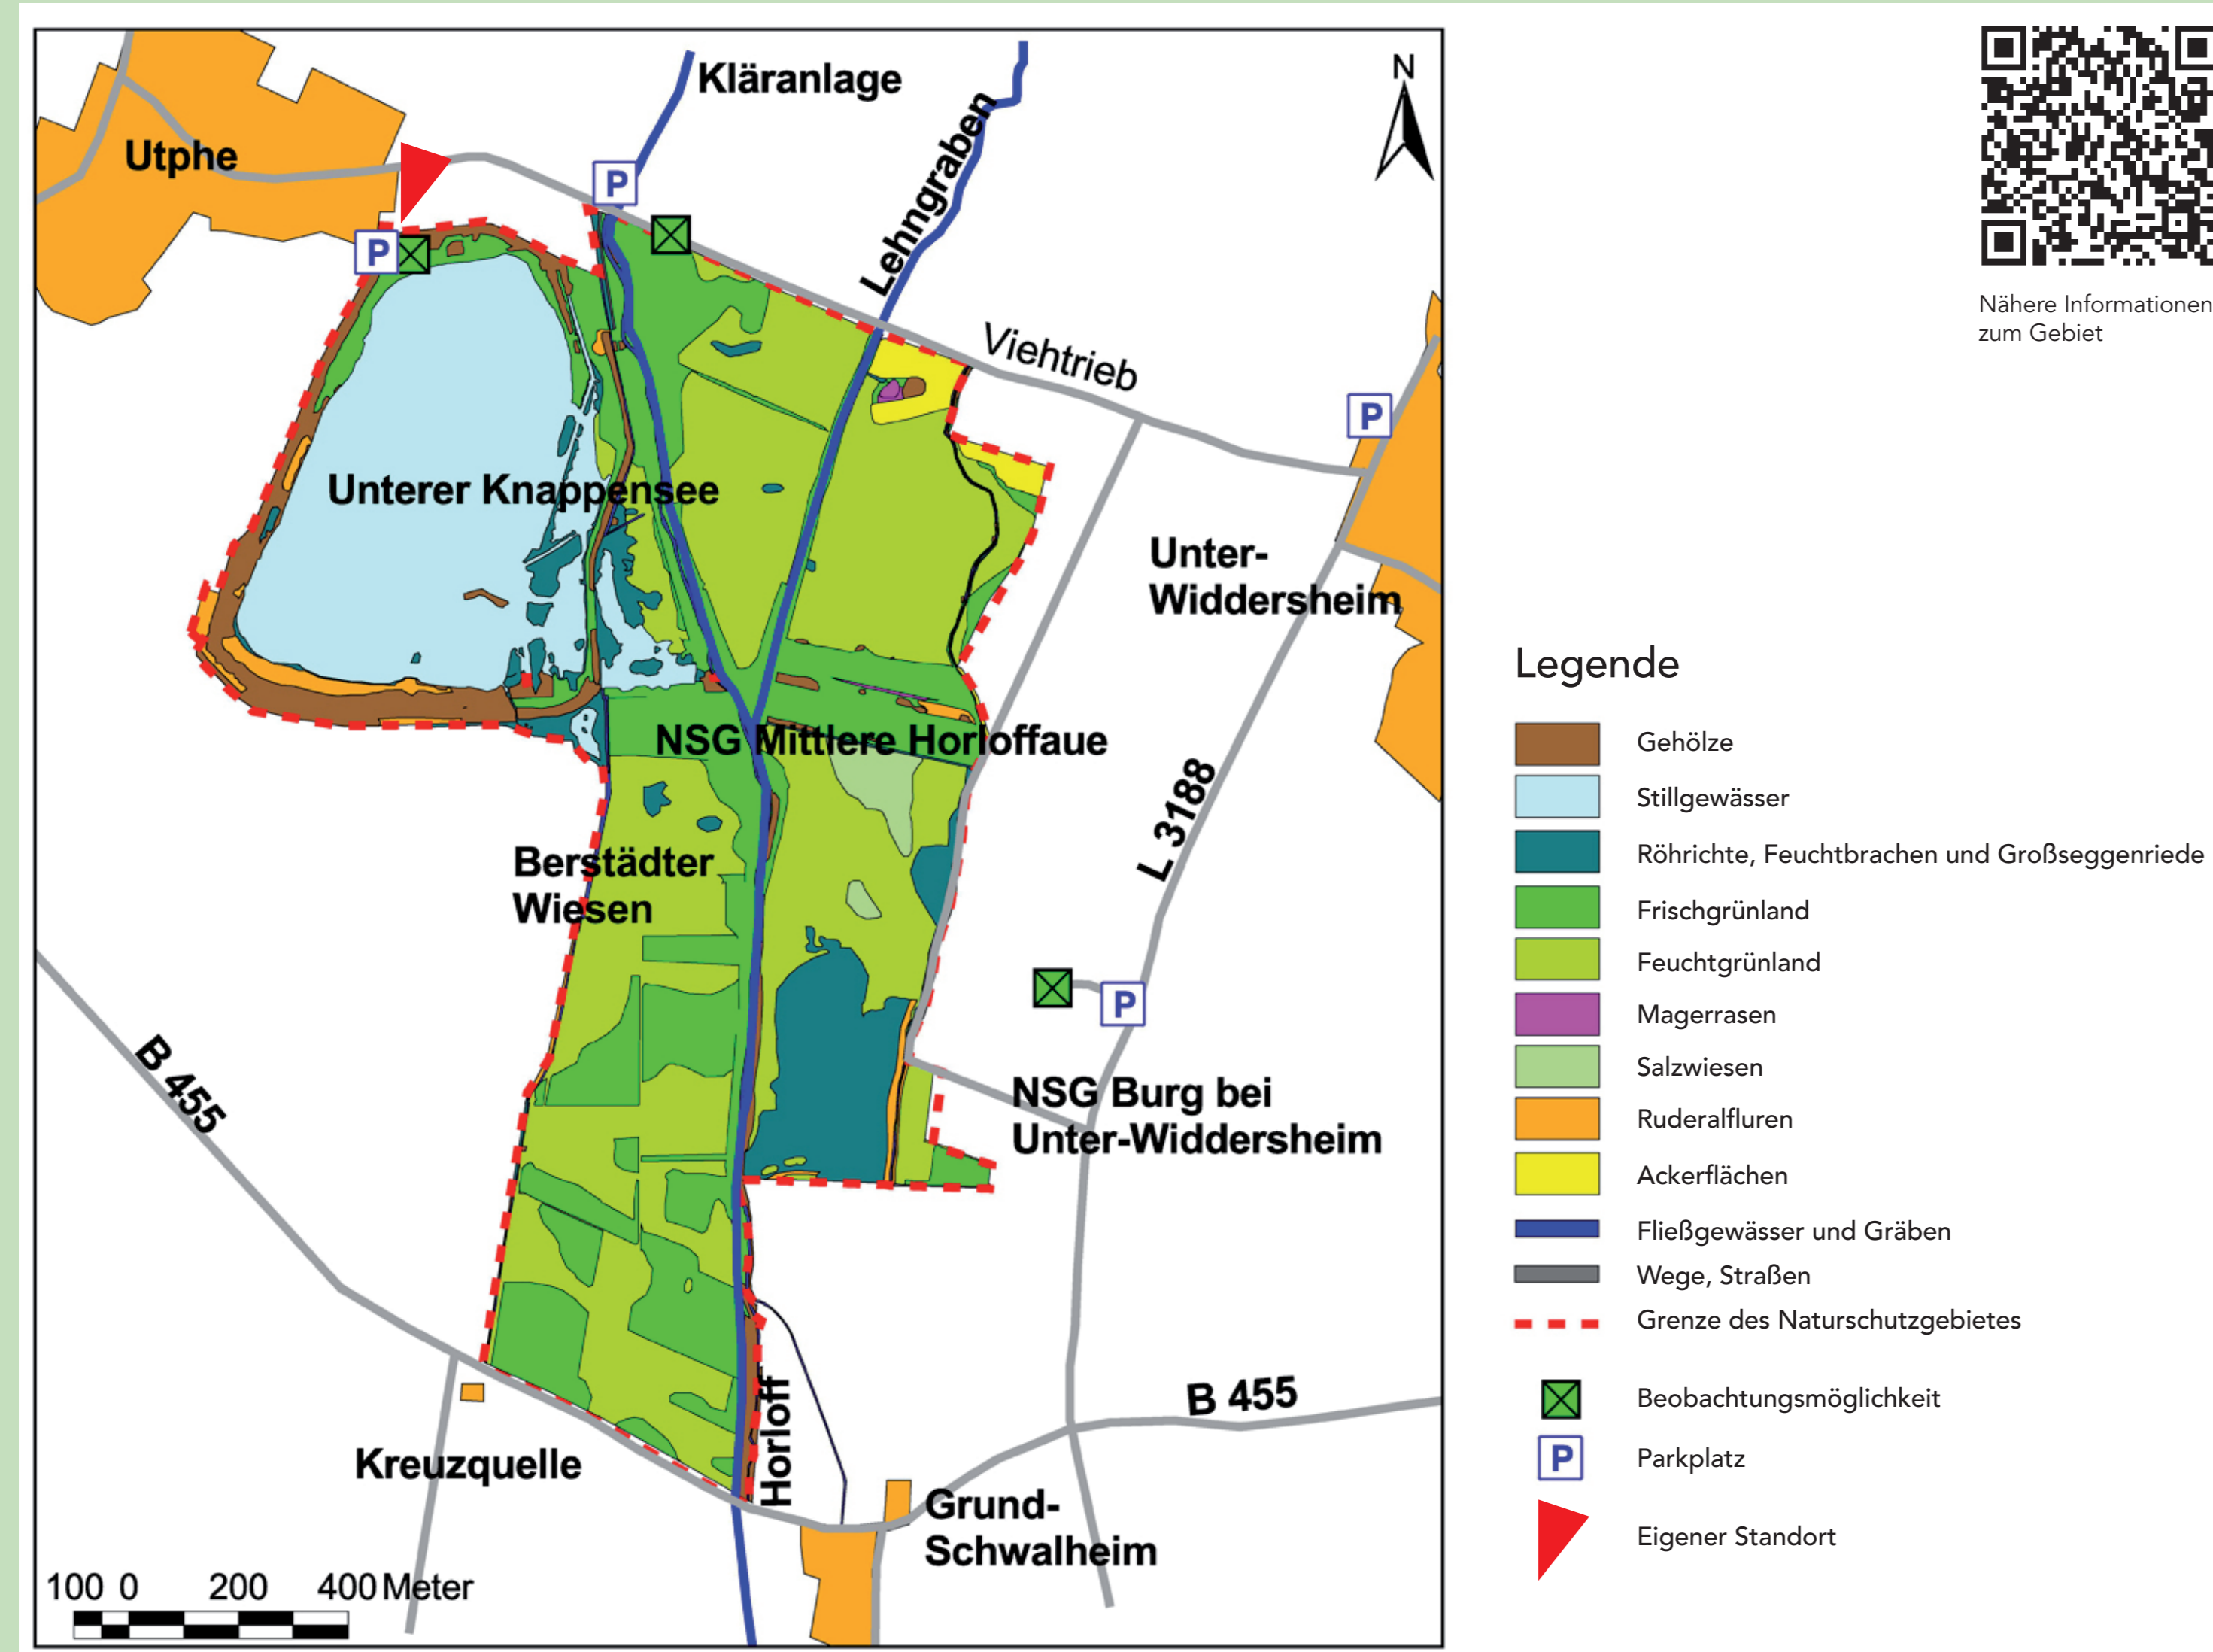 Kläranlage
N
Utphe
P
Lehngraben
P
Nähere Informationen
zum Gebiet
Viehtrieb
P
Unterer Knappensee
Unter-
Widdersheim
NSG Mittlere Horloffaue
L 3188
Berstädter
Wiesen
P
B 455
NSG Burg bei
Unter-Widdersheim
B 455
Horloff
Kreuzquelle
Grund-
Schwalheim
100 0 200 400 Meter
Legende
Gehölze
Stillgewässer
Röhrichte, Feuchtbrachen und Großseggenriede
Frischgrünland
Feuchtgrünland
Magerrasen
Salzwiesen
Ruderalfluren
Ackerflächen
Fließgewässer und Gräben
Wege, Straßen
Grenze des Naturschutzgebietes
Beobachtungsmöglichkeit
P Parkplatz
Eigener Standort